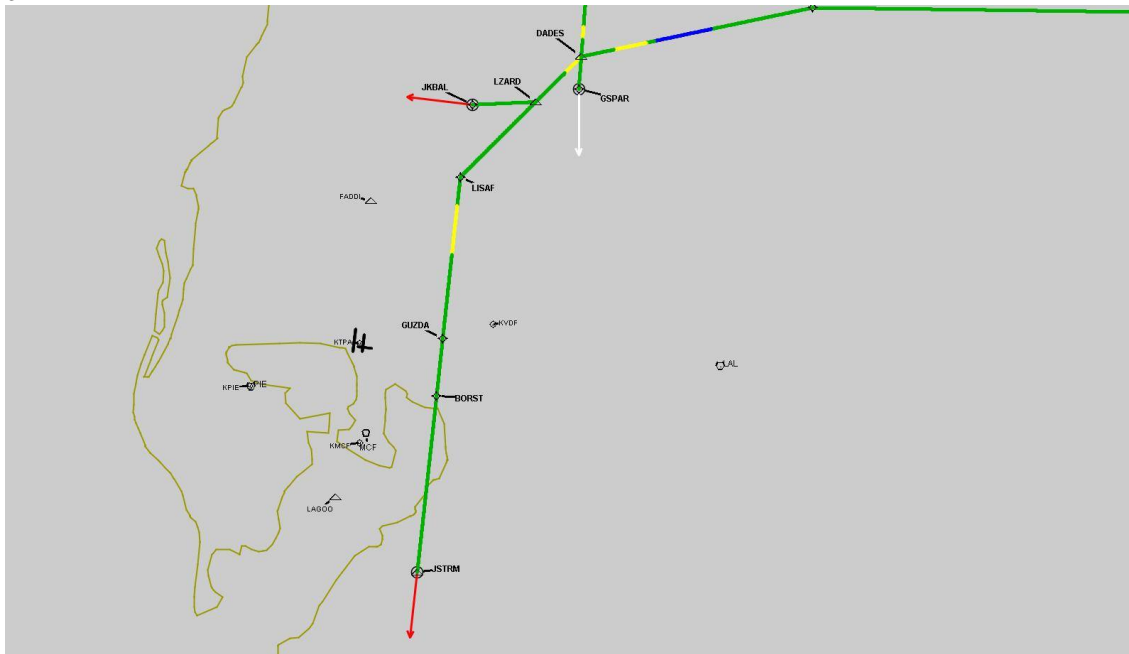 DADES
JKBAL
LZARD
GSPAR
LISAF
FADDI
GUZDA
KVDF
KTPA
LAL
KPIE
PIE
BORST
KMCF
MCF
LAGOO
JSTRM